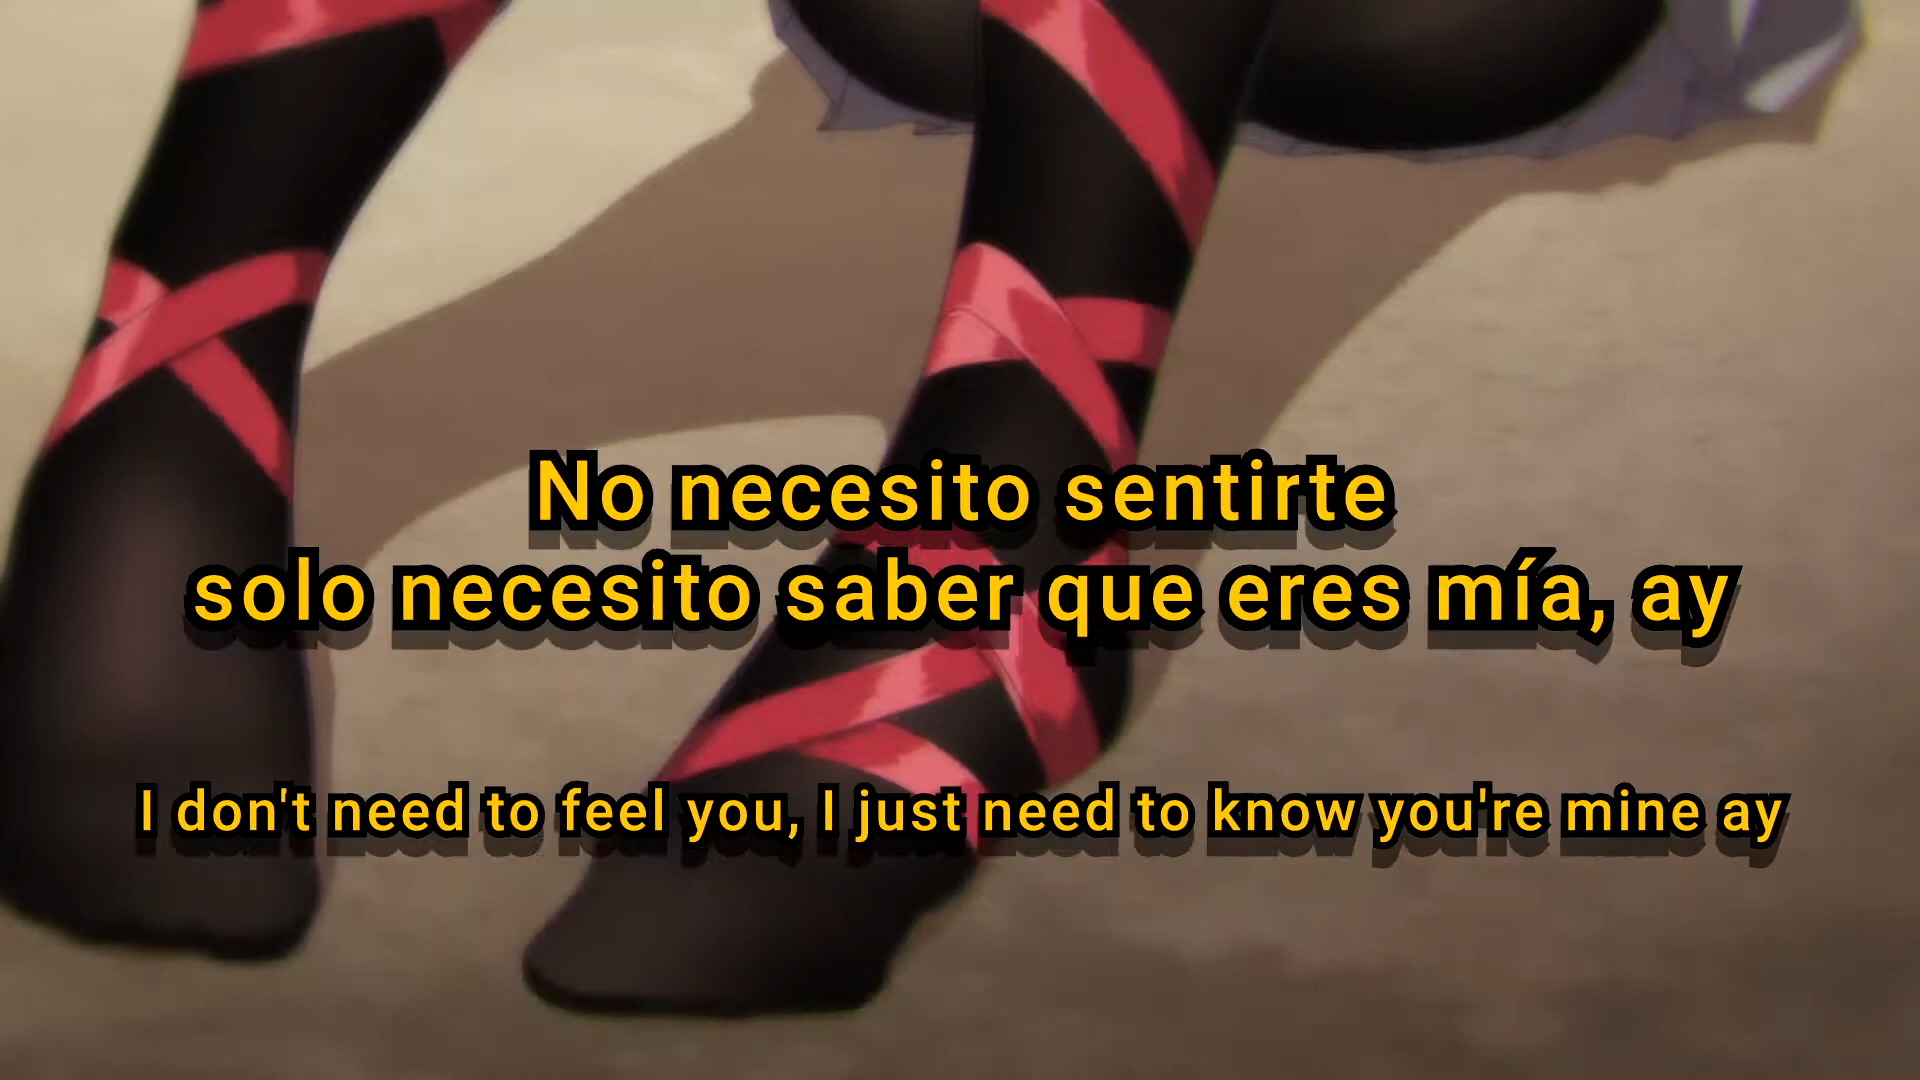 No necesito sentirte
solo necesito saber que eres mía, ay
I don't need to feel you, I just need to know you're mine ay